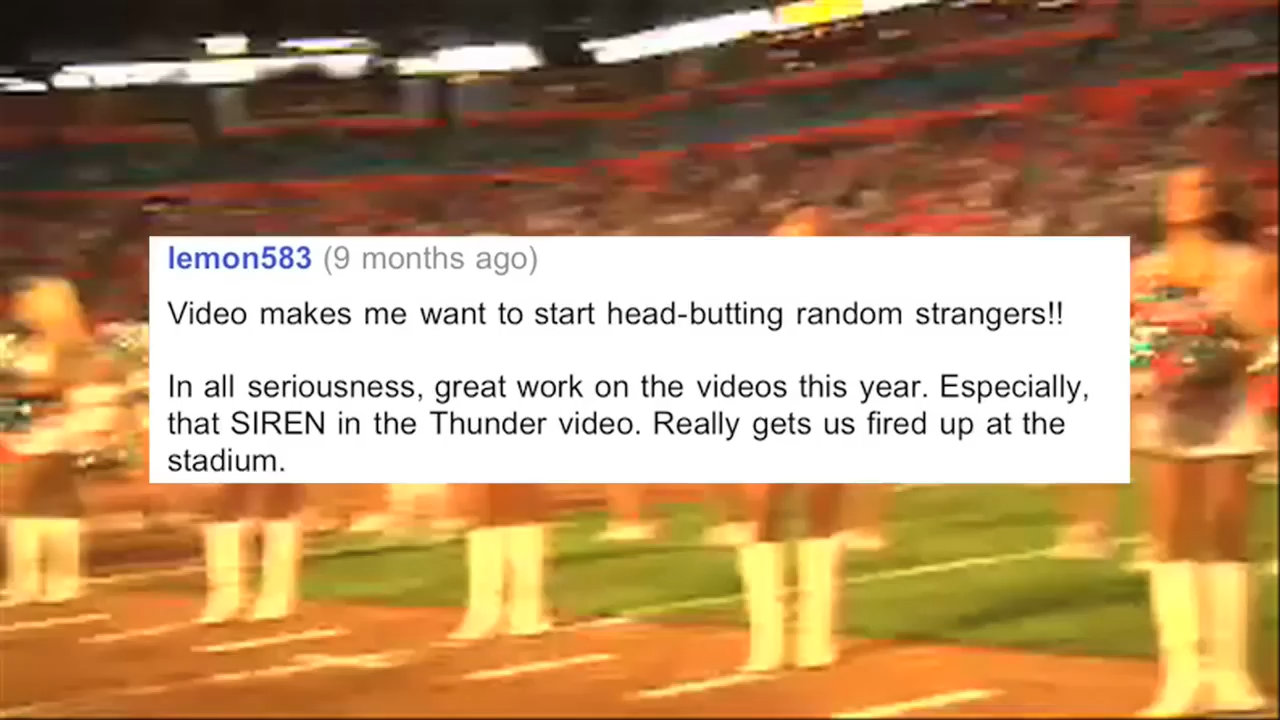 lemon583 (9 months ago)
Video makes me want to start head-butting random strangers!!
In all seriousness, great work on the videos this year. Especially,
that SIREN in the Thunder video. Really gets us fired up at the
stadium.